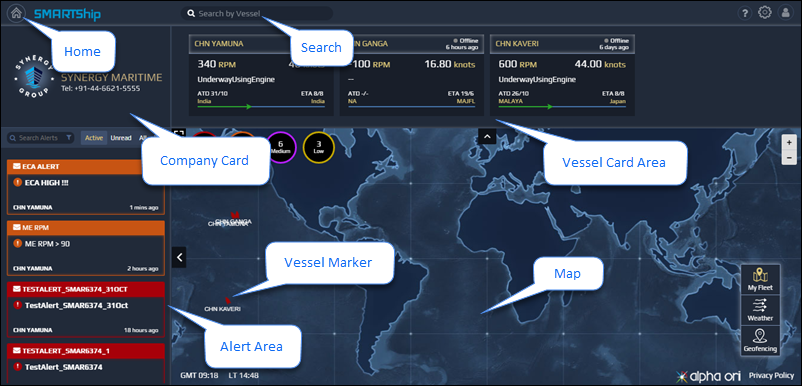 SMARTShip
Search by Vessel
Home
Search
SYNERGY GROUP
SYNERGY MARITIME
Tel: +91-44-6621-5555
CHN YAMUNA
340 RPM
UnderwayUsingEngine
ATD 31/10 ETA 8/8
India India
CHN GANGA Offline
6 hours ago
100 RPM 16.80 knots
--
ATD -/- ETA 19/6
NA MAJFL
CHN KAVERI Offline
6 days ago
600 RPM 44.00 knots
UnderwayUsingEngine
ATD 26/10 ETA 8/8
MALAYA Japan
Company Card
Vessel Card Area
Search Alerts Active Unread
6 Medium
3 Low
+
−
ECA ALERT
ECA HIGH !!!
CHN YAMUNA 1 mins ago
ME RPM
ME RPM > 90
CHN YAMUNA 2 hours ago
TESTALERT_SMAR6374_31OCT
TestAlert_SMAR6374_31Oct
CHN YAMUNA 18 hours ago
TESTALERT_SMAR6374_1
TestAlert_SMAR6374
CHN GANGA
CHN YAMUNA
Vessel Marker
Map
CHN KAVERI
Alert Area
My Fleet
Weather
Geofencing
GMT 09:18 LT 14:48
alpha ori Privacy Policy